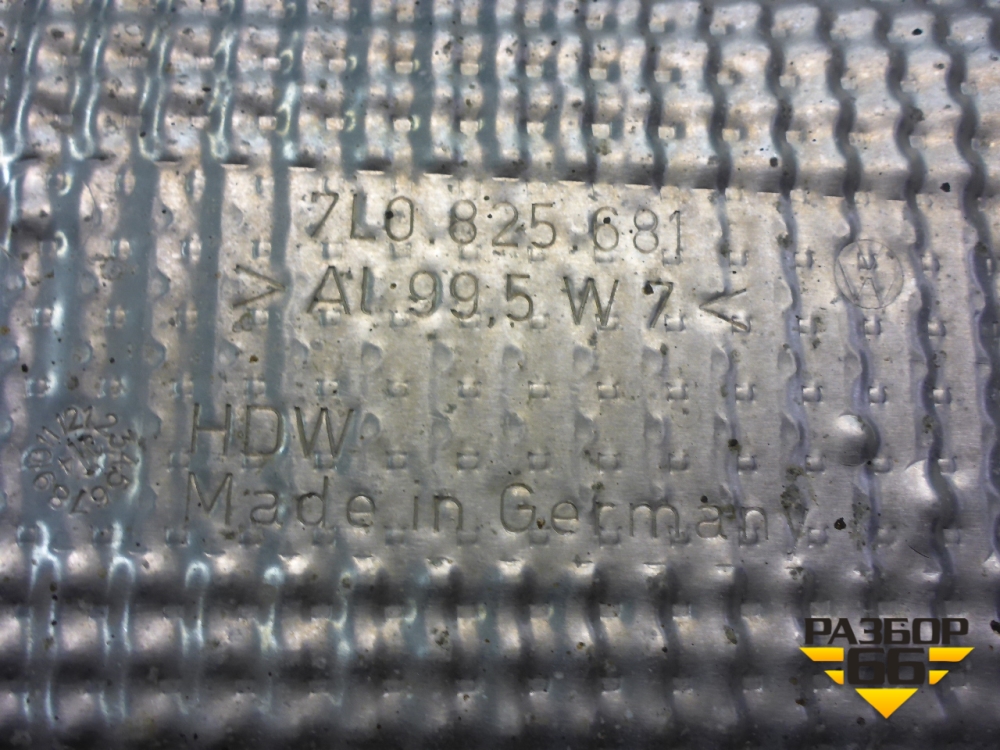 7L0.825.681
>AL 99,5 W 7<
HDW
Made in Germany
РАЗБОР
66